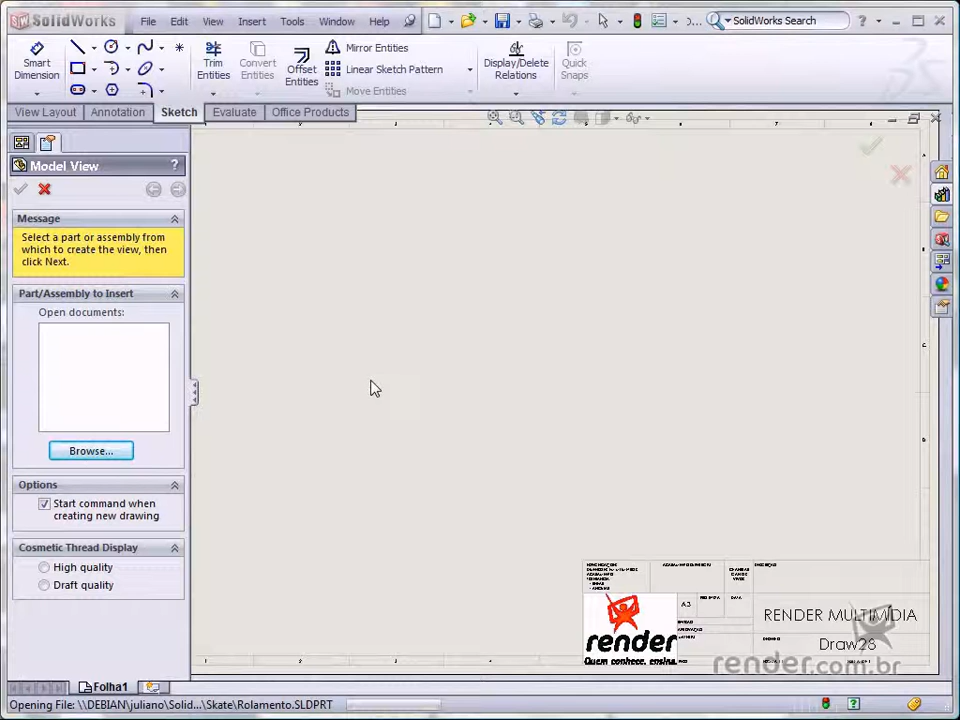 SolidWorks File Edit View Insert Tools Window Help SolidWorks Search
Smart Dimension
Trim Entities
Convert Entities
Offset Entities
Mirror Entities
Linear Sketch Pattern
Move Entities
Display/Delete Relations
Quick Snaps
View Layout Annotation Sketch Evaluate Office Products
Model View ?
Message
Select a part or assembly from
which to create the view, then
click Next.
Part/Assembly to Insert
Open documents:
Browse...
Options
Start command when
creating new drawing
Cosmetic Thread Display
High quality
Draft quality
A3
RENDER MULTIMÍDIA
Draw28
render
Quem conhece, ensina.
render.com.br
Folha1
Opening File: \\DEBIAN\juliano\Solid...Skate\Rolamento.SLDPRT